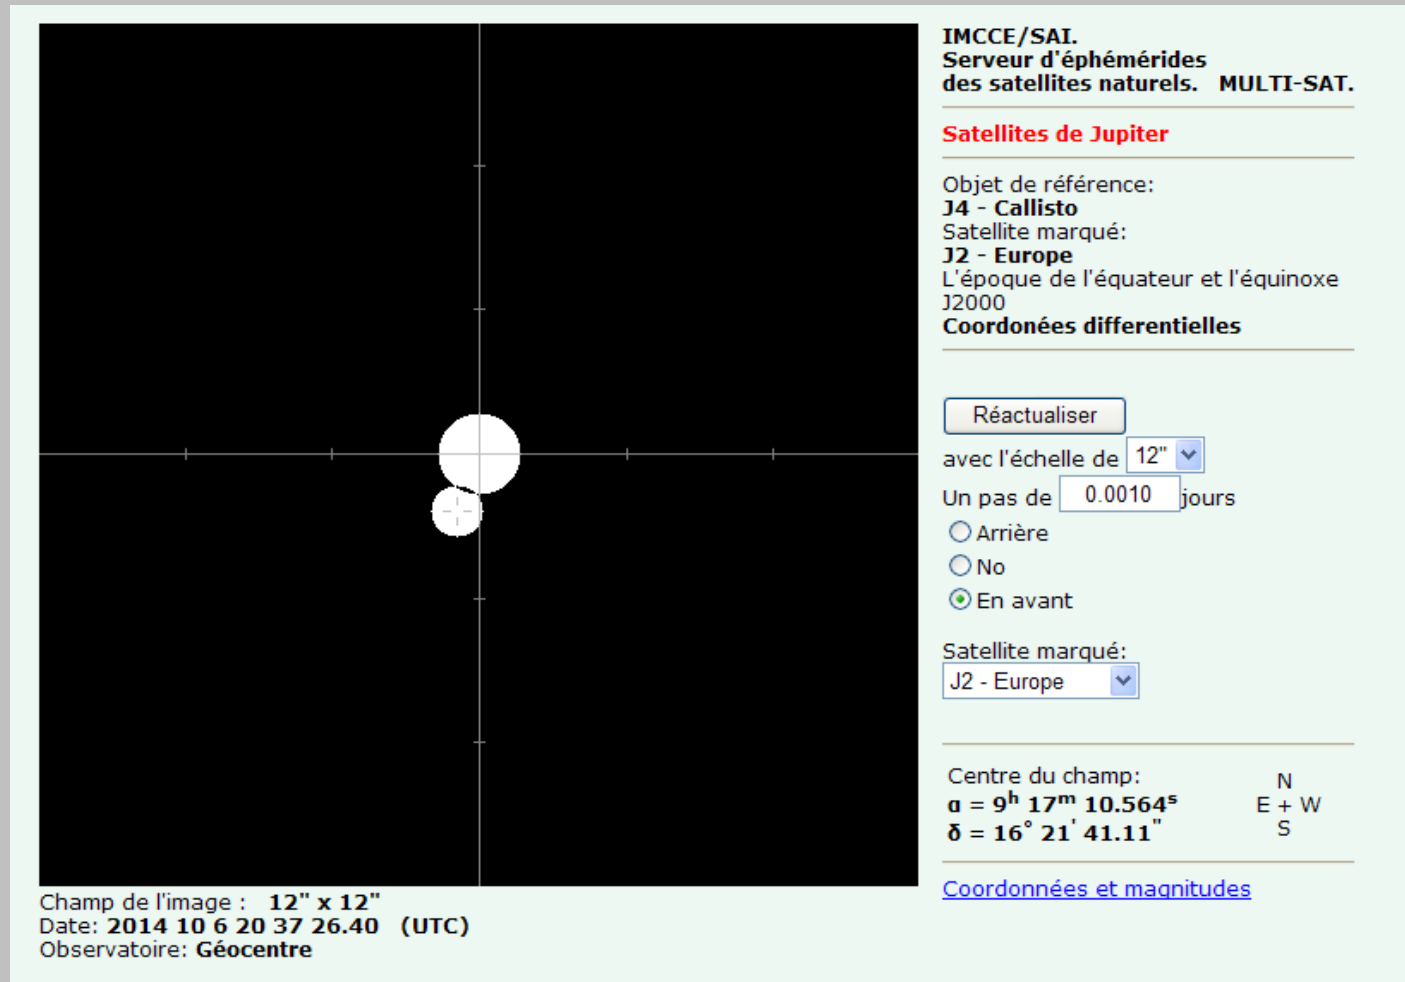 IMCCE/SAI.
Serveur d'éphémérides
des satellites naturels. MULTI-SAT.
Satellites de Jupiter
Objet de référence:
J4 - Callisto
Satellite marqué:
J2 - Europe
L'époque de l'équateur et l'équinoxe
J2000
Coordonées differentielles
Réactualiser
avec l'échelle de 12"
Un pas de 0.0010 jours
Arrière
No
En avant
Satellite marqué:
J2 - Europe
Centre du champ:
α = 9h 17m 10.564s
δ = 16° 21' 41.11"
N
E + W
S
Coordonnées et magnitudes
Champ de l'image : 12" x 12"
Date: 2014 10 6 20 37 26.40 (UTC)
Observatoire: Géocentre